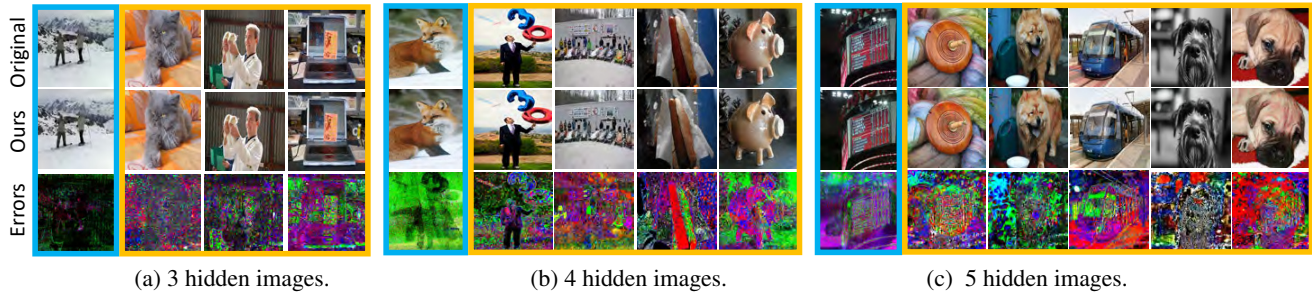 Original
Ours
Errors
(a) 3 hidden images.
(b) 4 hidden images.
(c) 5 hidden images.